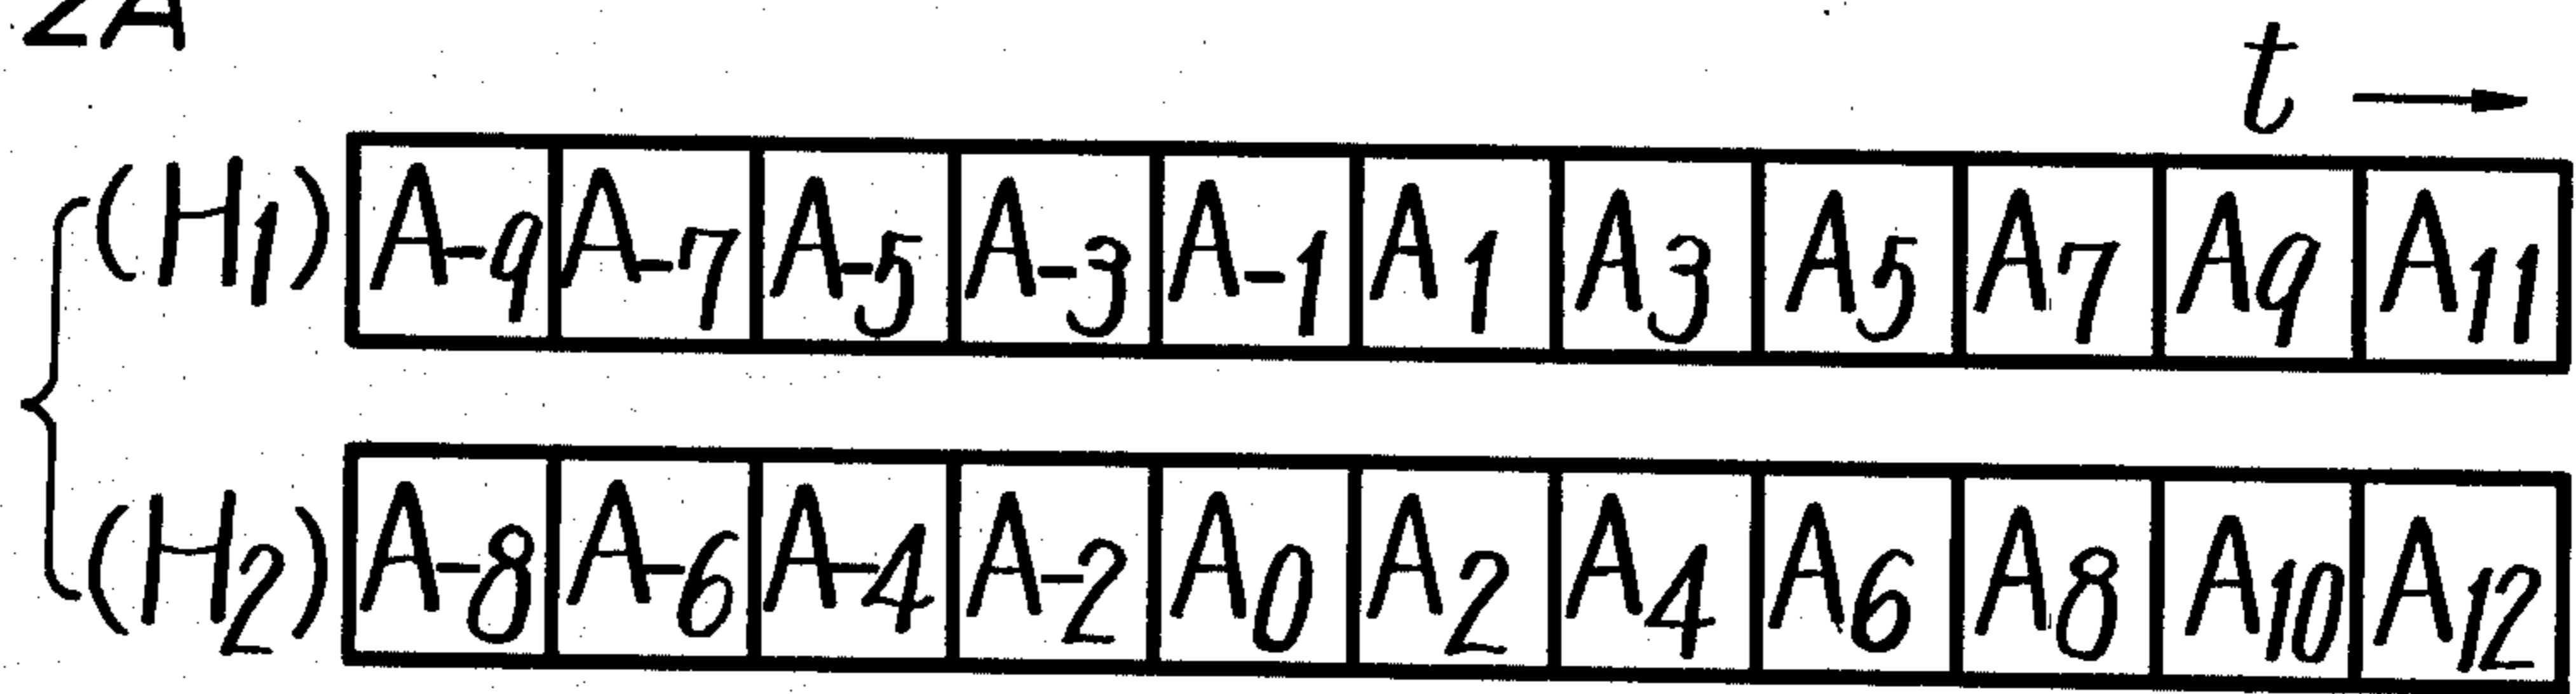 2A
t →
(H1) A-9 A-7 A-5 A-3 A-1 A1 A3 A5 A7 A9 A11
(H2) A-8 A-6 A-4 A-2 A0 A2 A4 A6 A8 A10 A12